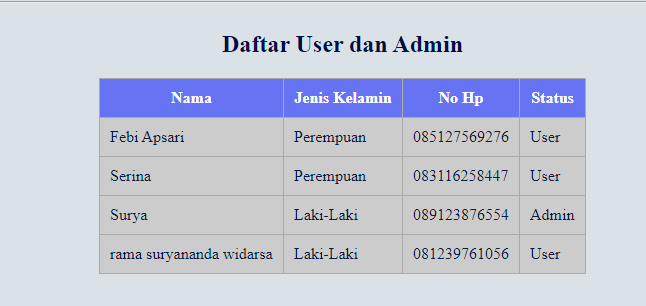 Daftar User dan Admin
Nama Jenis Kelamin No Hp Status
Febi Apsari Perempuan 085127569276 User
Serina Perempuan 083116258447 User
Surya Laki-Laki 089123876554 Admin
rama suryananda widarsa Laki-Laki 081239761056 User